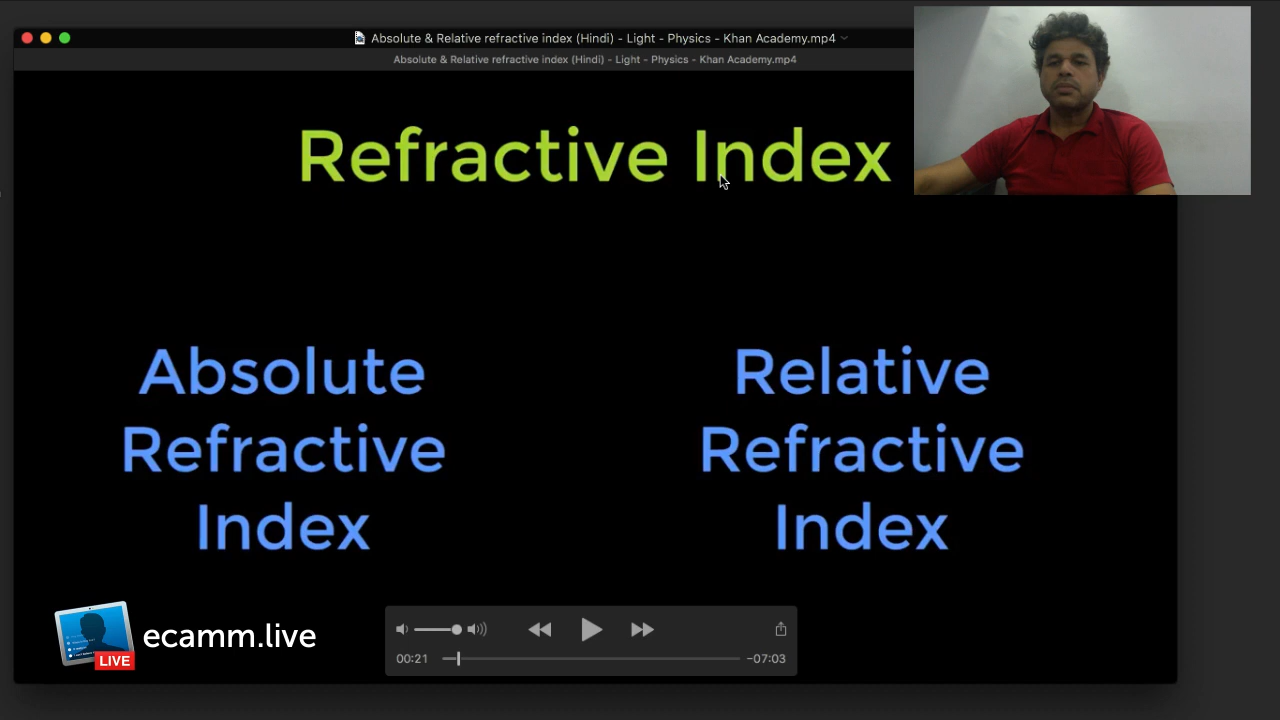 Absolute & Relative refractive index (Hindi) - Light - Physics - Khan Academy.mp4
Absolute & Relative refractive index (Hindi) - Light - Physics - Khan Academy.mp4
Refractive Index
Absolute
Refractive
Index
Relative
Refractive
Index
LIVE
ecamm.live
00:21
-07:03